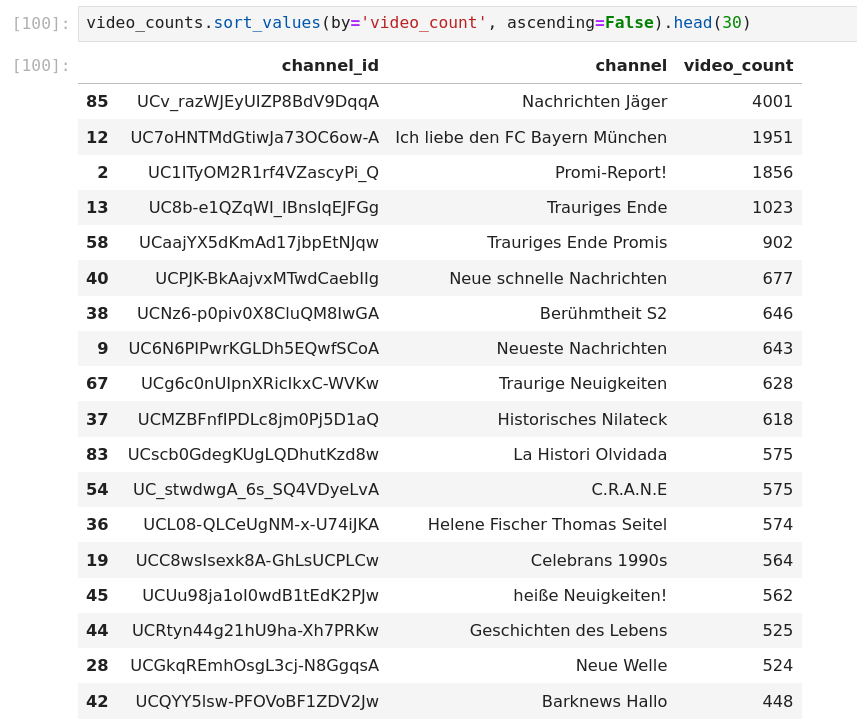 [100]: video_counts.sort_values(by='video_count', ascending=False).head(30)
[100]: channel_id channel video_count
85 UCv_razWJEyUIZP8BdV9DqqA Nachrichten Jäger 4001
12 UC7oHNTMdGtiwJa73OC6ow-A Ich liebe den FC Bayern München 1951
2 UC1ITyOM2R1rf4VZascyPi_Q Promi-Report! 1856
13 UC8b-e1QZqWI_IBnsIqEJFGg Trauriges Ende 1023
58 UCaajYX5dKmAd17jbpEtNJqw Trauriges Ende Promis 902
40 UCPJK-BkAajvxMTwdCaebIIg Neue schnelle Nachrichten 677
38 UCNz6-p0piv0X8CluQM8IwGA Berühmtheit S2 646
9 UC6N6PIPwrKGLDh5EQwfSCoA Neueste Nachrichten 643
67 UCg6c0nUIpnXRicIkxC-WVKw Traurige Neuigkeiten 628
37 UCMZBFnfIPDLc8jm0Pj5D1aQ Historisches Nilateck 618
83 UCscb0GdegKUgLQDhutKzd8w La Histori Olvidada 575
54 UC_stwdwgA_6s_SQ4VDyeLvA C.R.A.N.E 575
36 UCL08-QLCeUgNM-x-U74iJKA Helene Fischer Thomas Seitel 574
19 UCC8wsIsexk8A-GhLsUCPLCw Celebrans 1990s 564
45 UCUu98ja1ol0wdB1tEdK2PJw heiße Neuigkeiten! 562
44 UCRtyn44g21hU9ha-Xh7PRKw Geschichten des Lebens 525
28 UCGkqREmhOsgL3cj-N8GgqsA Neue Welle 524
42 UCQYY5lsw-PFOVoBF1ZDV2Jw Barknews Hallo 448